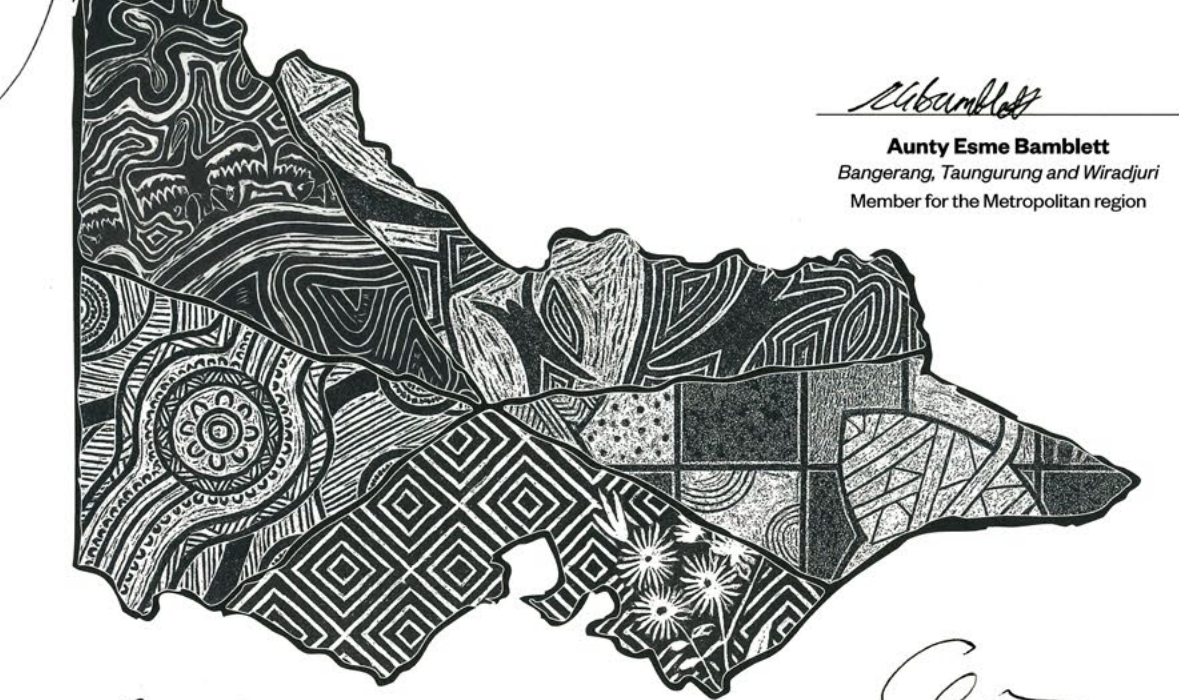 Aunty Esme Bamblett
Bangerang, Taungurung and Wiradjuri
Member for the Metropolitan region